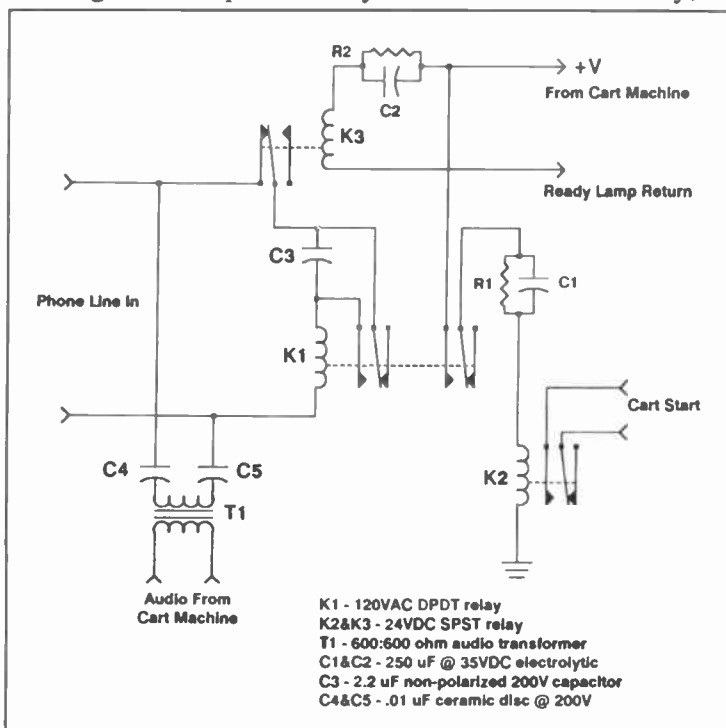 R2
+V
From Cart Machine
C2
K3
Ready Lamp Return
C3
R1
C1
Phone Line In
K1
Cart Start
C4
C5
K2
T1
Audio From
Cart Machine
K1 - 120VAC DPDT relay
K2&K3 - 24VDC SPST relay
T1 - 600:600 ohm audio transformer
C1&C2 - 250 uF @ 35VDC electrolytic
C3 - 2.2 uF non-polarized 200V capacitor
C4&C5 - .01 uF ceramic disc @ 200V